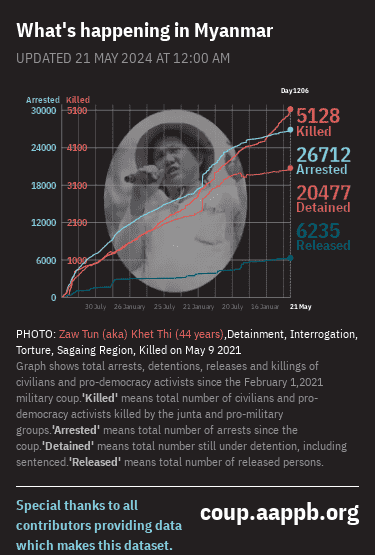 What's happening in Myanmar
UPDATED 21 MAY 2024 AT 12:00 AM
Day1206
Arrested Killed
30000 5100
24000 4100
18000 3100
12000 2100
6000 1000
0
5128
Killed
26712
Arrested
20477
Detained
6235
Released
30 July 26 January 25 July 22 January 20 July 16 Januar 21 May
PHOTO: Zaw Tun (aka) Khet Thi (44 years),Detainment, Interrogation,
Torture, Sagaing Region, Killed on May 9 2021
Graph shows total arrests, detentions, releases and killings of
civilians and pro-democracy activists since the February 1,2021
military coup.'Killed' means total number of civilians and pro-
democracy activists killed by the junta and pro-military
groups.'Arrested' means total number of arrests since the
coup.'Detained' means total number still under detention, including
sentenced.'Released' means total number of released persons.
Special thanks to all
contributors providing data
which makes this dataset.
coup.aappb.org